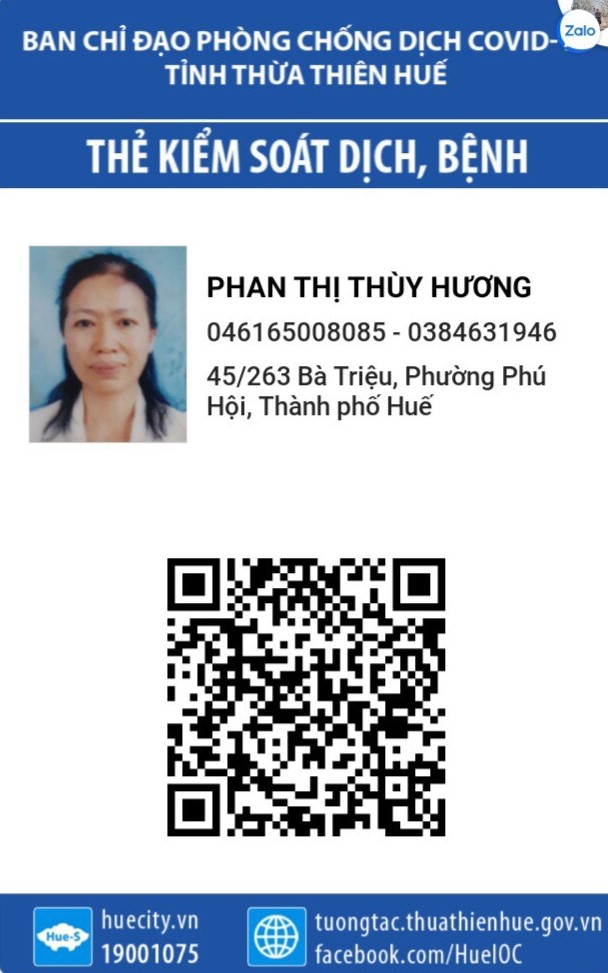 Zalo
BAN CHỈ ĐẠO PHÒNG CHỐNG DỊCH COVID-
TỈNH THỪA THIÊN HUẾ
THẺ KIỂM SOÁT DỊCH, BỆNH
PHAN THỊ THÙY HƯƠNG
046165008085 - 0384631946
45/263 Bà Triệu, Phường Phú
Hội, Thành phố Huế
Hue-S
huecity.vn
19001075
tuongtac.thuathienhue.gov.vn
facebook.com/HueIOC